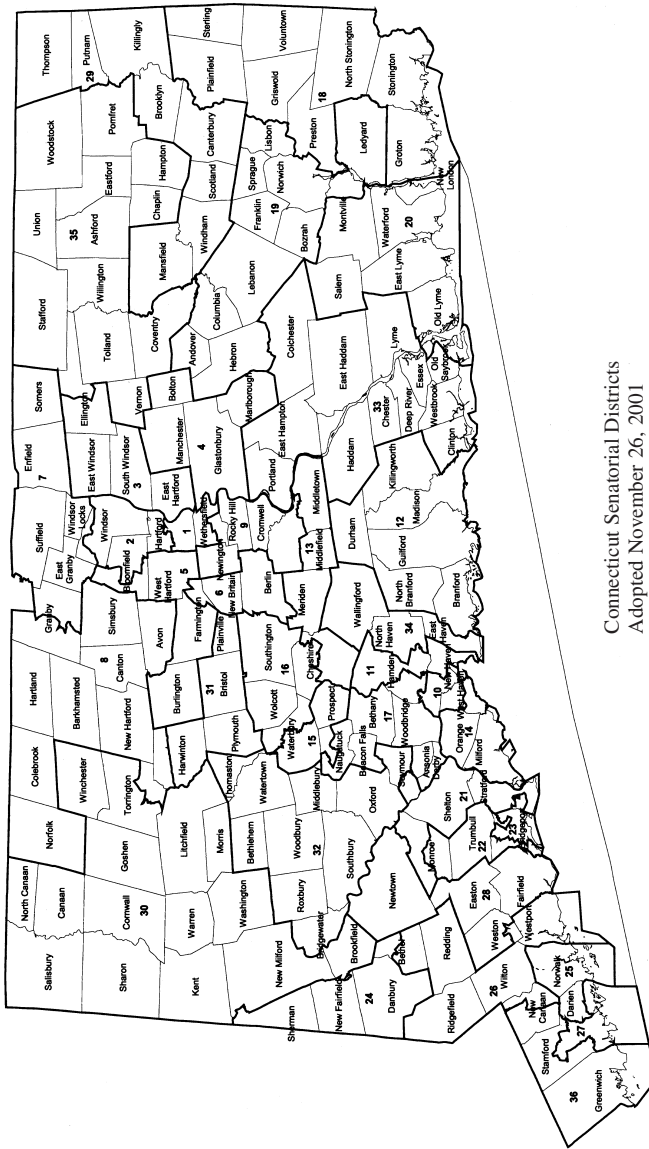 Thompson
Putnam
29
Killingly
Sterling
Voluntown
North Stonington
Stonington
Woodstock
Pomfret
Brooklyn
Plainfield
Griswold
18
Union
Eastford
Hampton
Canterbury
Lisbon
Preston
Ledyard
Groton
35
Ashford
Chaplin
Scotland
Sprague
Norwich
New
London
Stafford
Willington
Mansfield
Windham
Franklin
19
Bozrah
Montville
Waterford
20
Tolland
Coventry
Columbia
Lebanon
Salem
East Lyme
Somers
Ellington
Vernon
Bolton
Andover
Hebron
Colchester
Old Lyme
Enfield
7
East Windsor
South Windsor
3
Manchester
4
Glastonbury
Marlborough
East Haddam
Lyme
Old
Saybrook
Essex
33
Chester
Deep River
Westbrook
Suffield
Windsor
Locks
Windsor
East
Hartford
East Hampton
Portland
Haddam
Killingworth
Clinton
East
Granby
2
Bloomfield
Hartford
1
Wethersfield
Rocky Hill
9
Cromwell
Middletown
Durham
12
Madison
Granby
Simsbury
West
Hartford
5
Newington
6
New Britain
Berlin
13
Middlefield
Guilford
Hartland
8
Canton
Avon
Farmington
Plainville
Meriden
Wallingford
North
Branford
Branford
Barkhamsted
New Hartford
Burlington
31
Bristol
Southington
16
Cheshire
North
Haven
34
East
Haven
Colebrook
Winchester
Torrington
Harwinton
Plymouth
Wolcott
Waterbury
15
Prospect
11
Hamden
New Haven
10
West Haven
Norfolk
Goshen
Litchfield
Thomaston
Watertown
Middlebury
Naugatuck
Beacon Falls
Bethany
17
Woodbridge
Orange
14
Milford
North Canaan
Canaan
Cornwall
30
Morris
Bethlehem
Woodbury
32
Oxford
Seymour
Ansonia
Derby
Shelton
21
Stratford
Salisbury
Sharon
Warren
Washington
Roxbury
Southbury
Monroe
Trumbull
22
23
Bridgeport
Kent
New Milford
Bridgewater
Newtown
Easton
28
Fairfield
Sherman
New Fairfield
Brookfield
24
Danbury
Bethel
Redding
Weston
Westport
Ridgefield
26
Wilton
Norwalk
25
New
Canaan
Darien
27
Stamford
36
Greenwich
Connecticut Senatorial Districts
Adopted November 26, 2001